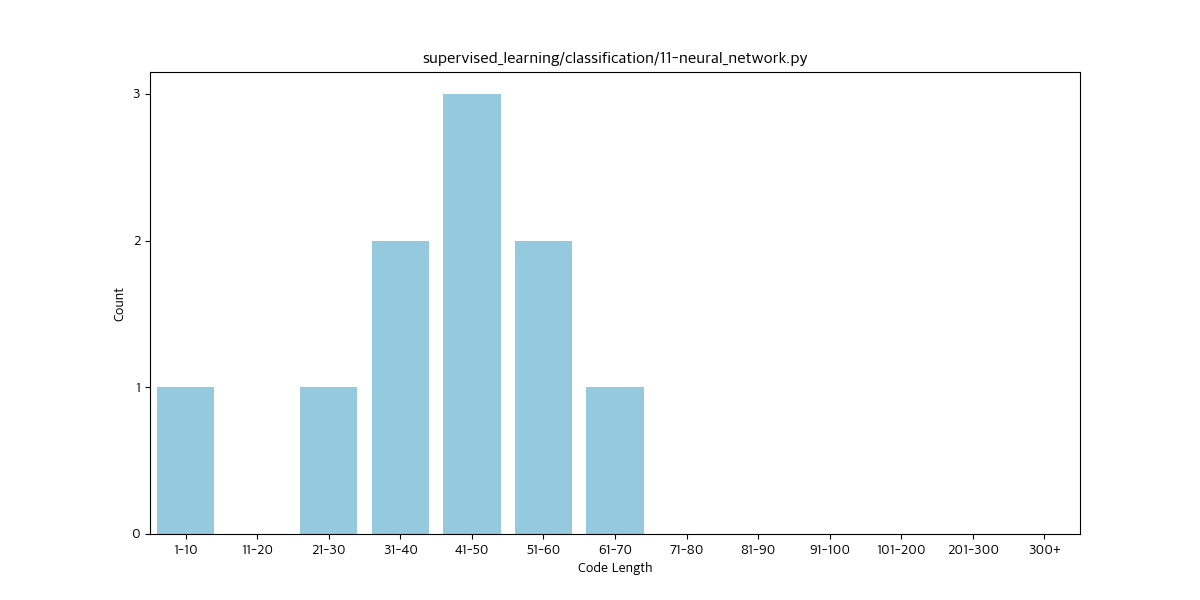 supervised_learning/classification/11-neural_network.py
3
2
1
0
Count
1-10 11-20 21-30 31-40 41-50 51-60 61-70 71-80 81-90 91-100 101-200 201-300 300+
Code Length